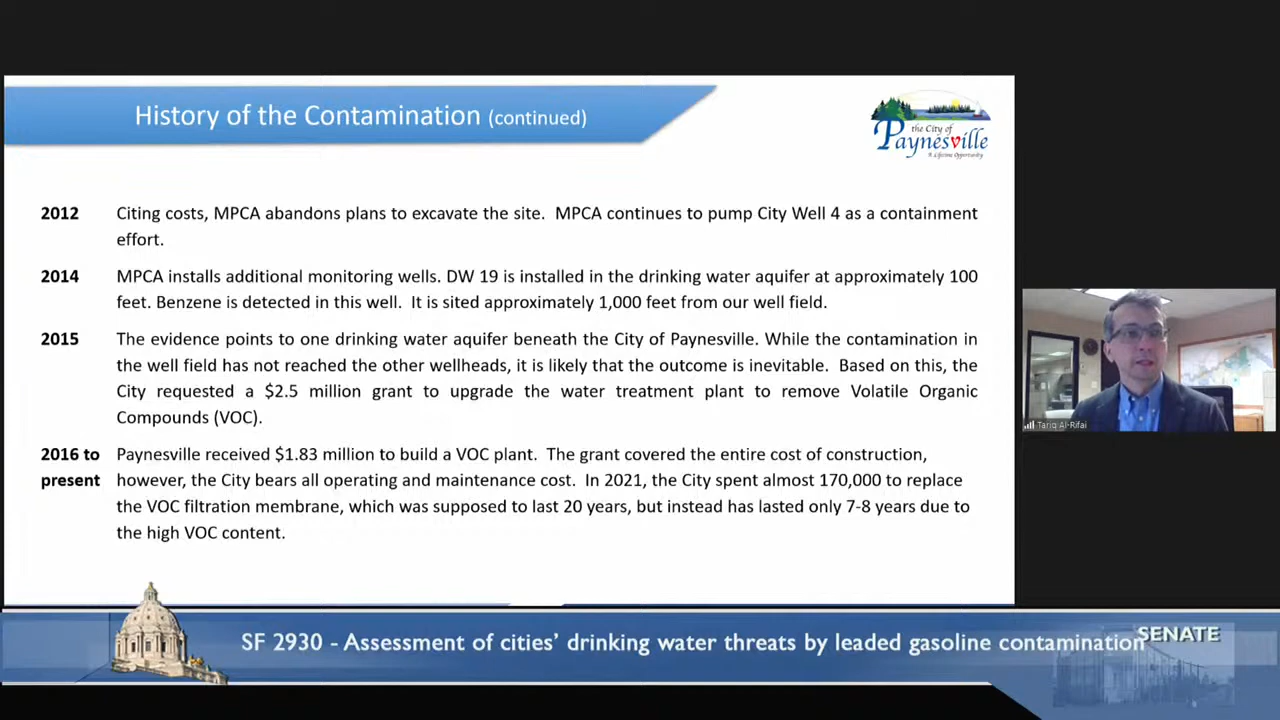 History of the Contamination (continued)
the City of
Paynesville
A Lifetime Opportunity
2012 Citing costs, MPCA abandons plans to excavate the site. MPCA continues to pump City Well 4 as a containment
effort.
2014 MPCA installs additional monitoring wells. DW 19 is installed in the drinking water aquifer at approximately 100
feet. Benzene is detected in this well. It is sited approximately 1,000 feet from our well field.
2015 The evidence points to one drinking water aquifer beneath the City of Paynesville. While the contamination in
the well field has not reached the other wellheads, it is likely that the outcome is inevitable. Based on this, the
City requested a $2.5 million grant to upgrade the water treatment plant to remove Volatile Organic
Compounds (VOC).
2016 to Paynesville received $1.83 million to build a VOC plant. The grant covered the entire cost of construction,
present however, the City bears all operating and maintenance cost. In 2021, the City spent almost 170,000 to replace
the VOC filtration membrane, which was supposed to last 20 years, but instead has lasted only 7-8 years due to
the high VOC content.
Tariq Al-Rifai
SF 2930 - Assessment of cities' drinking water threats by leaded gasoline contamination
SENATE